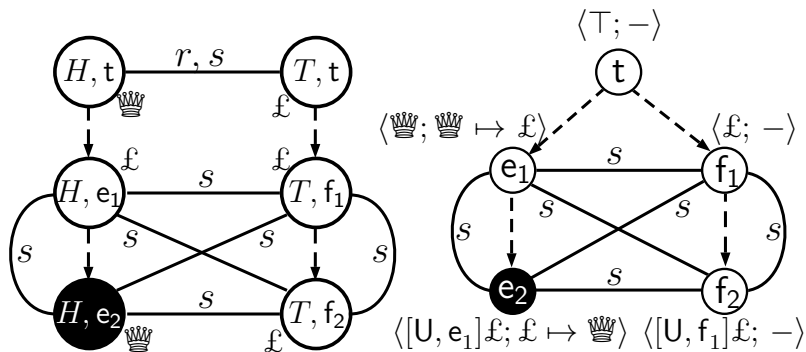 ⟨⊤; −⟩
H, t r, s T, t t
♛ £
⟨♛; ♛ ↦ £⟩ ⟨£; −⟩
£ £
H, e₁ s T, f₁ e₁ s f₁
s s s s s s s s
H, e₂ s T, f₂ e₂ s f₂
♛ £ ⟨[U, e₁]£; £ ↦ ♛⟩ ⟨[U, f₁]£; −⟩